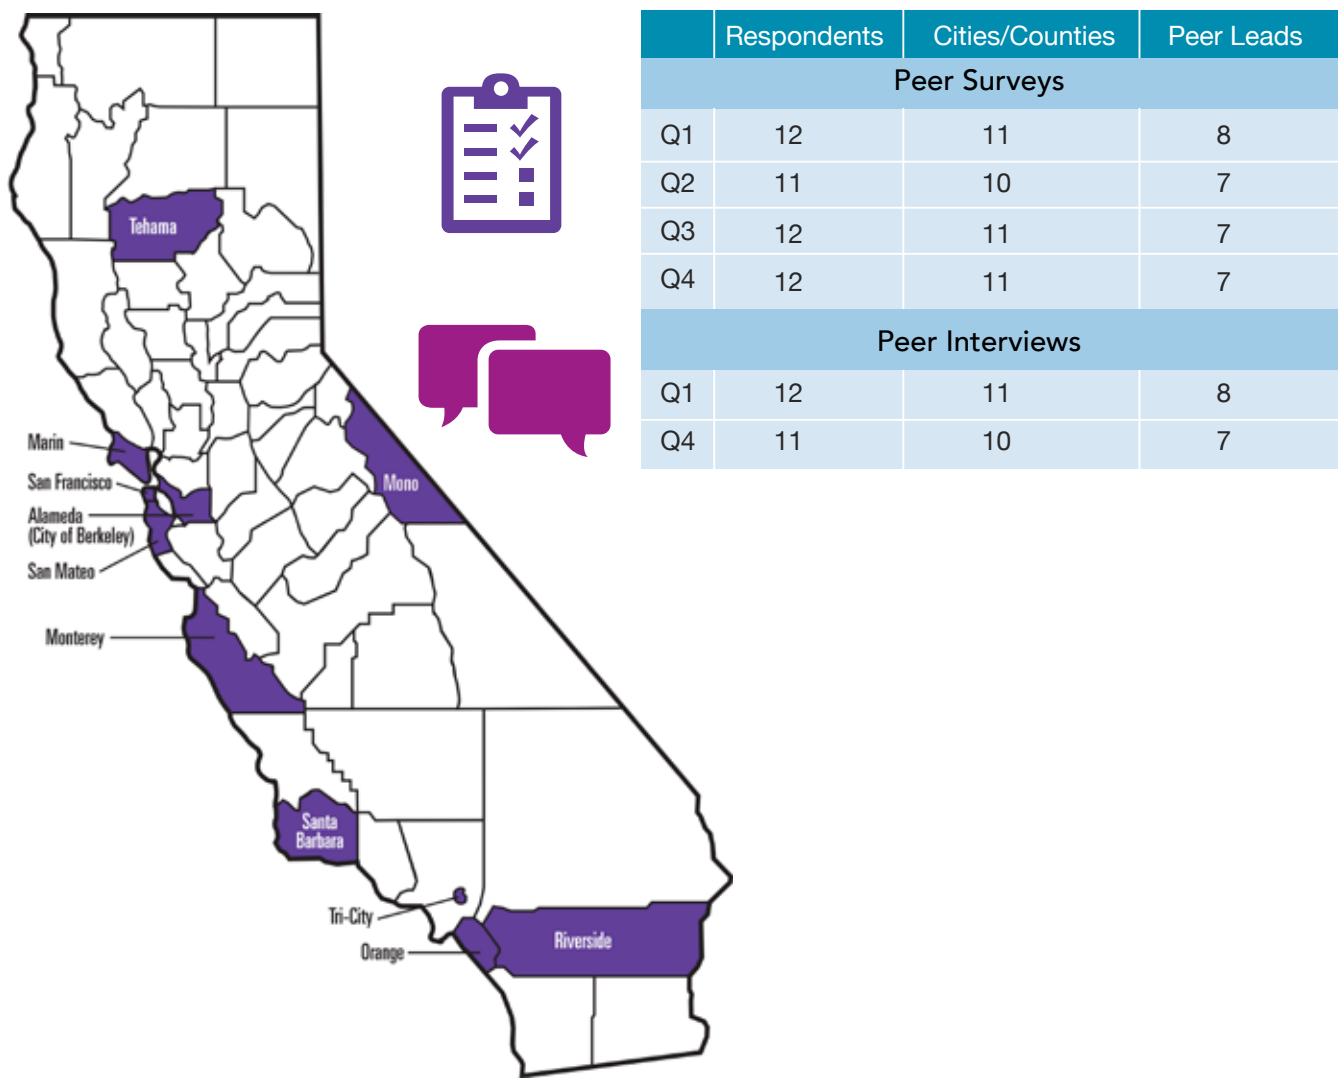 Respondents Cities/Counties Peer Leads
Peer Surveys
Q1 12 11 8
Q2 11 10 7
Q3 12 11 7
Q4 12 11 7
Peer Interviews
Q1 12 11 8
Q4 11 10 7
Tehama
Marin
San Francisco
Alameda
(City of Berkeley)
San Mateo
Mono
Monterey
Santa
Barbara
Tri-City
Orange
Riverside